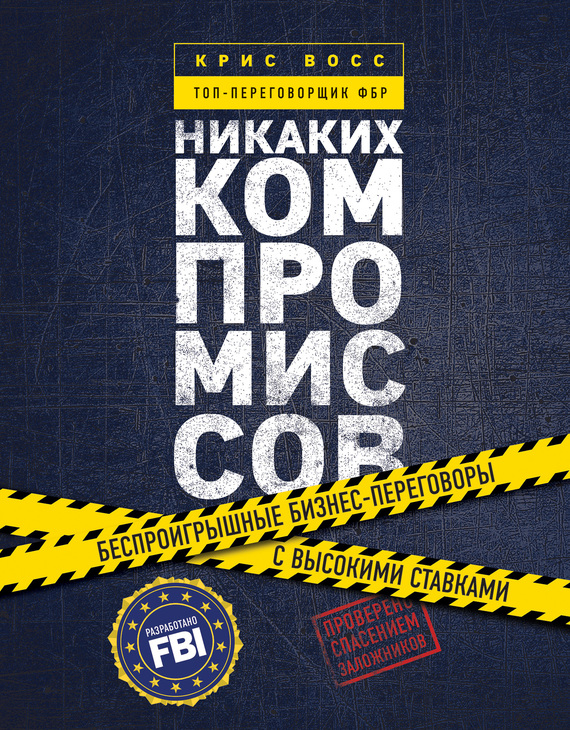 КРИС ВОСС
ТОП-ПЕРЕГОВОРЩИК ФБР
НИКАКИХ
КОМ
ПРО
МИС
СОВ
БЕСПРОИГРЫШНЫЕ БИЗНЕС-ПЕРЕГОВОРЫ
С ВЫСОКИМИ СТАВКАМИ
РАЗРАБОТАНО
FBI
ПРОВЕРЕНО
СПАСЕНИЕМ
ЗАЛОЖНИКОВ